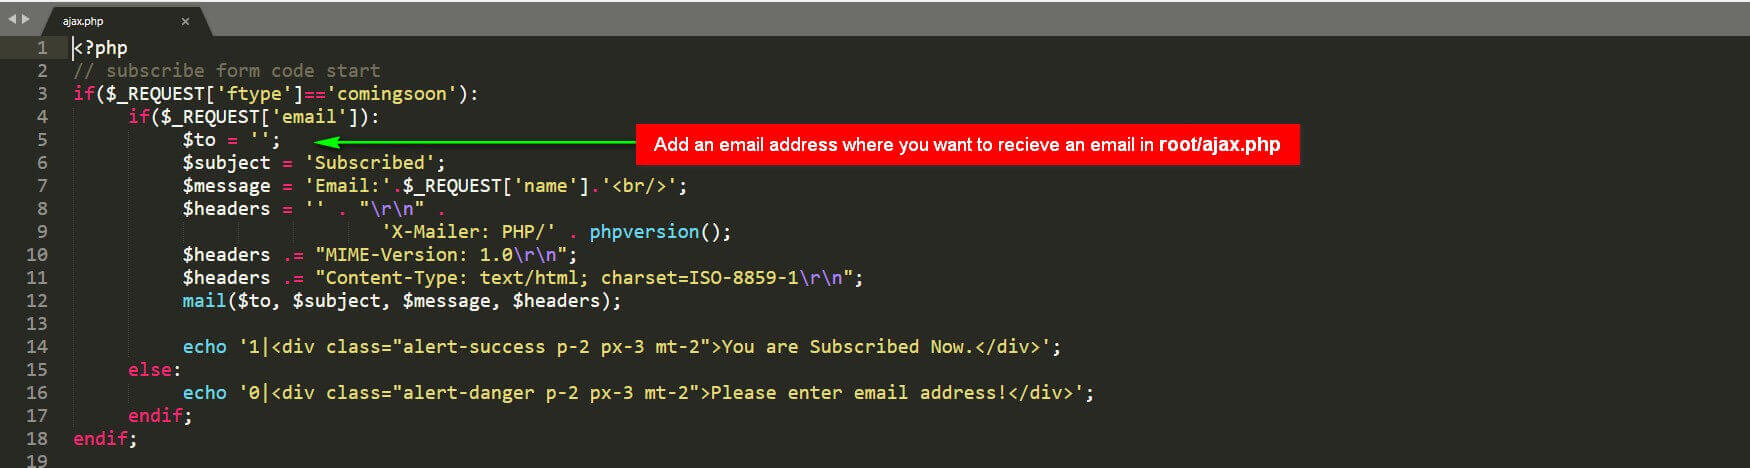 ajax.php ×
1 <?php
2 // subscribe form code start
3 if($_REQUEST['ftype']=='comingsoon'):
4 if($_REQUEST['email']):
5 $to = ''; Add an email address where you want to recieve an email in root/ajax.php
6 $subject = 'Subscribed';
7 $message = 'Email:'.$_REQUEST['name'].'<br/>';
8 $headers = '' . "\r\n" .
9 'X-Mailer: PHP/' . phpversion();
10 $headers .= "MIME-Version: 1.0\r\n";
11 $headers .= "Content-Type: text/html; charset=ISO-8859-1\r\n";
12 mail($to, $subject, $message, $headers);
13
14 echo '1|<div class="alert-success p-2 px-3 mt-2">You are Subscribed Now.</div>';
15 else:
16 echo '0|<div class="alert-danger p-2 px-3 mt-2">Please enter email address!</div>';
17 endif;
18 endif;
19